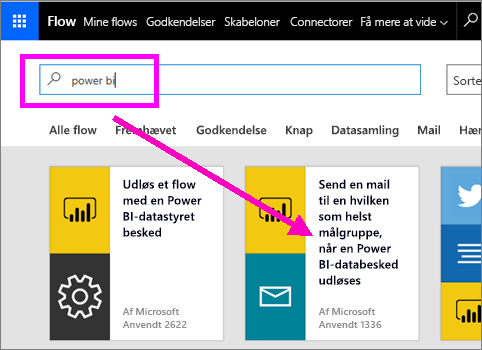 Flow Mine flows Godkendelser Skabeloner Connectorer Få mere at vide
power bi
Sorte
Alle flow Fremhævet Godkendelse Knap Datasamling Mail Hær
Udløs et flow
med en Power
BI-datastyret
besked
Af Microsoft
Anvendt 2622
Send en mail
til en hvilken
som helst
målgruppe,
når en Power
BI-databesked
udløses
Af Microsoft
Anvendt 1336